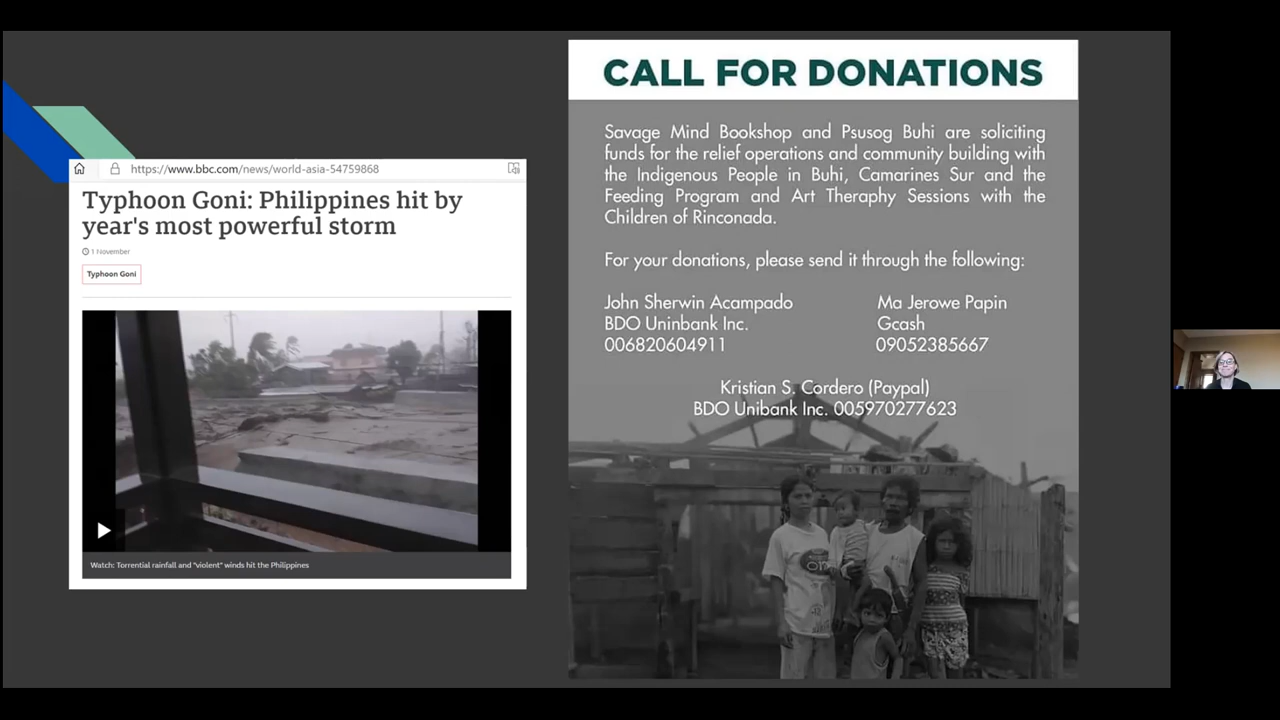 https://www.bbc.com/news/world-asia-54759868
Typhoon Goni: Philippines hit by
year's most powerful storm
1 November
Typhoon Goni
Watch: Torrential rainfall and "violent" winds hit the Philippines
CALL FOR DONATIONS
Savage Mind Bookshop and Psusog Buhi are soliciting
funds for the relief operations and community building with
the Indigenous People in Buhi, Camarines Sur and the
Feeding Program and Art Theraphy Sessions with the
Children of Rinconada.
For your donations, please send it through the following:
John Sherwin Acampado
BDO Uninbank Inc.
006820604911
Ma Jerowe Papin
Gcash
09052385667
Kristian S. Cordero (Paypal)
BDO Unibank Inc. 005970277623